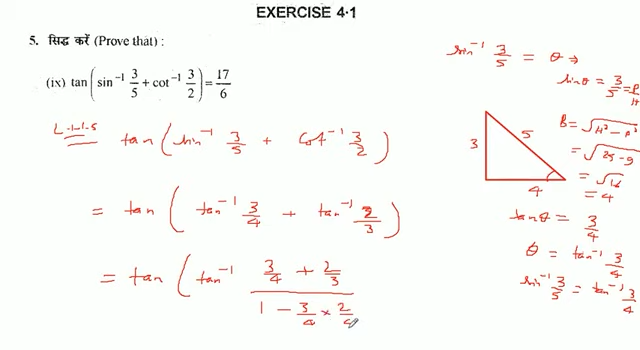 EXERCISE 4·1
5. सिद्ध करें (Prove that) :
(ix) tan(sin⁻¹ 3/5 + cot⁻¹ 3/2) = 17/6
L-H-S
tan(sin⁻¹ 3/5 + cot⁻¹ 3/2)
= tan(tan⁻¹ 3/4 + tan⁻¹ 2/3)
= tan(tan⁻¹ (3/4 + 2/3)/(1 - 3/4 × 2/
sin⁻¹ 3/5 = θ ⇒
sinθ = 3/5 = P/H
B = √H² - P²
= √25 - 9
= √16
= 4
3
5
4
tanθ = 3/4
θ = tan⁻¹ 3/4
sin⁻¹ 3/5 = tan⁻¹ 3/4